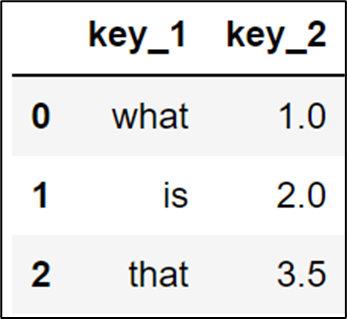 key_1 key_2
0 what 1.0
1 is 2.0
2 that 3.5